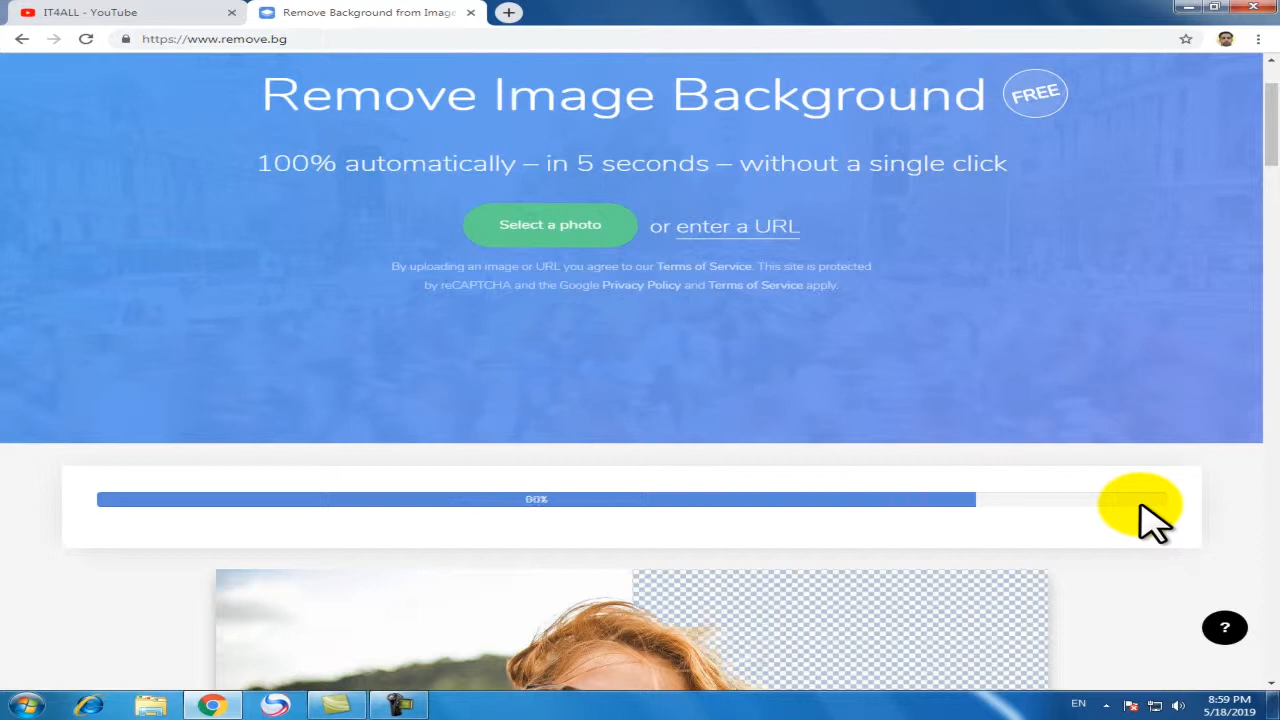 IT4ALL - YouTube
Remove Background from Image
https://www.remove.bg
Remove Image Background FREE
100% automatically – in 5 seconds – without a single click
Select a photo or enter a URL
By uploading an image or URL you agree to our Terms of Service. This site is protected
by reCAPTCHA and the Google Privacy Policy and Terms of Service apply.
?
EN
8:59 PM
5/18/2019